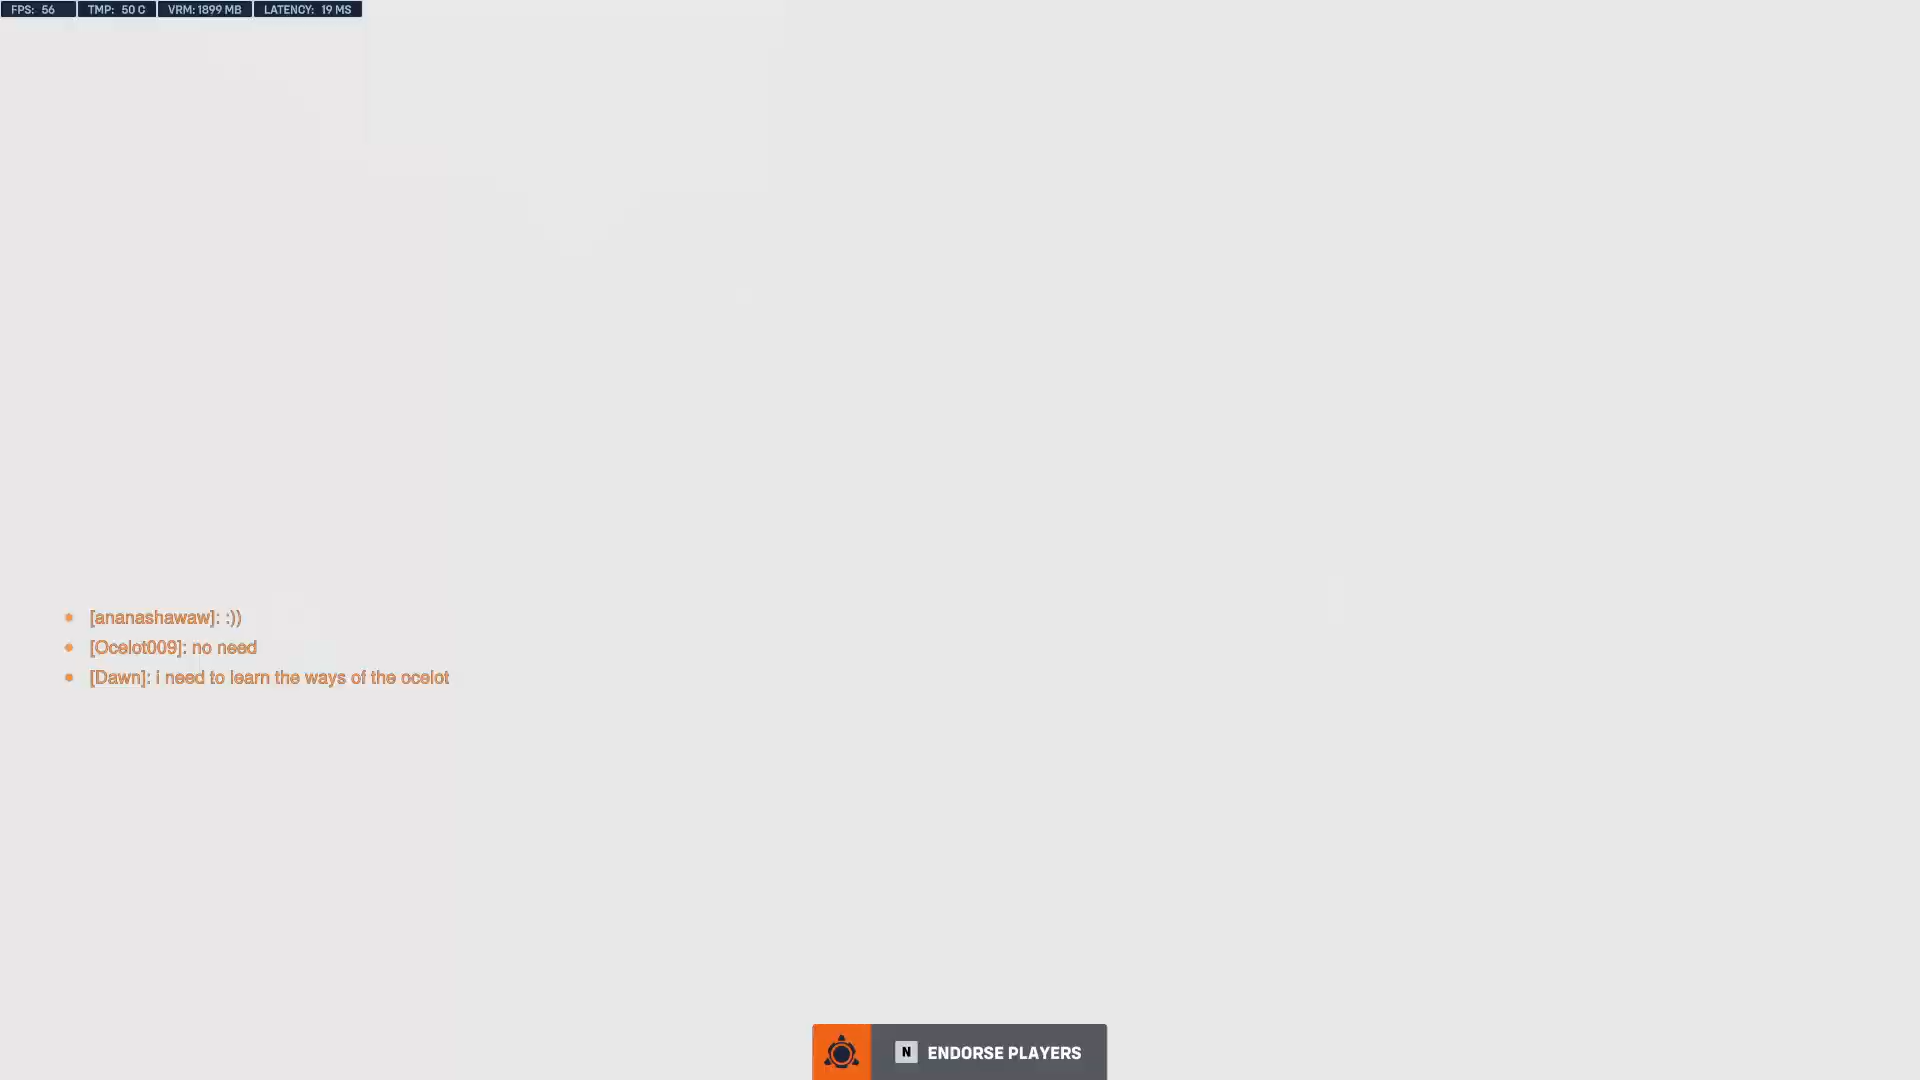 FPS: 56 TMP: 50 C VRM: 1899 MB LATENCY: 19 MS
[ananashawaw]: :))
[Ocelot009]: no need
[Dawn]: i need to learn the ways of the ocelot
N ENDORSE PLAYERS